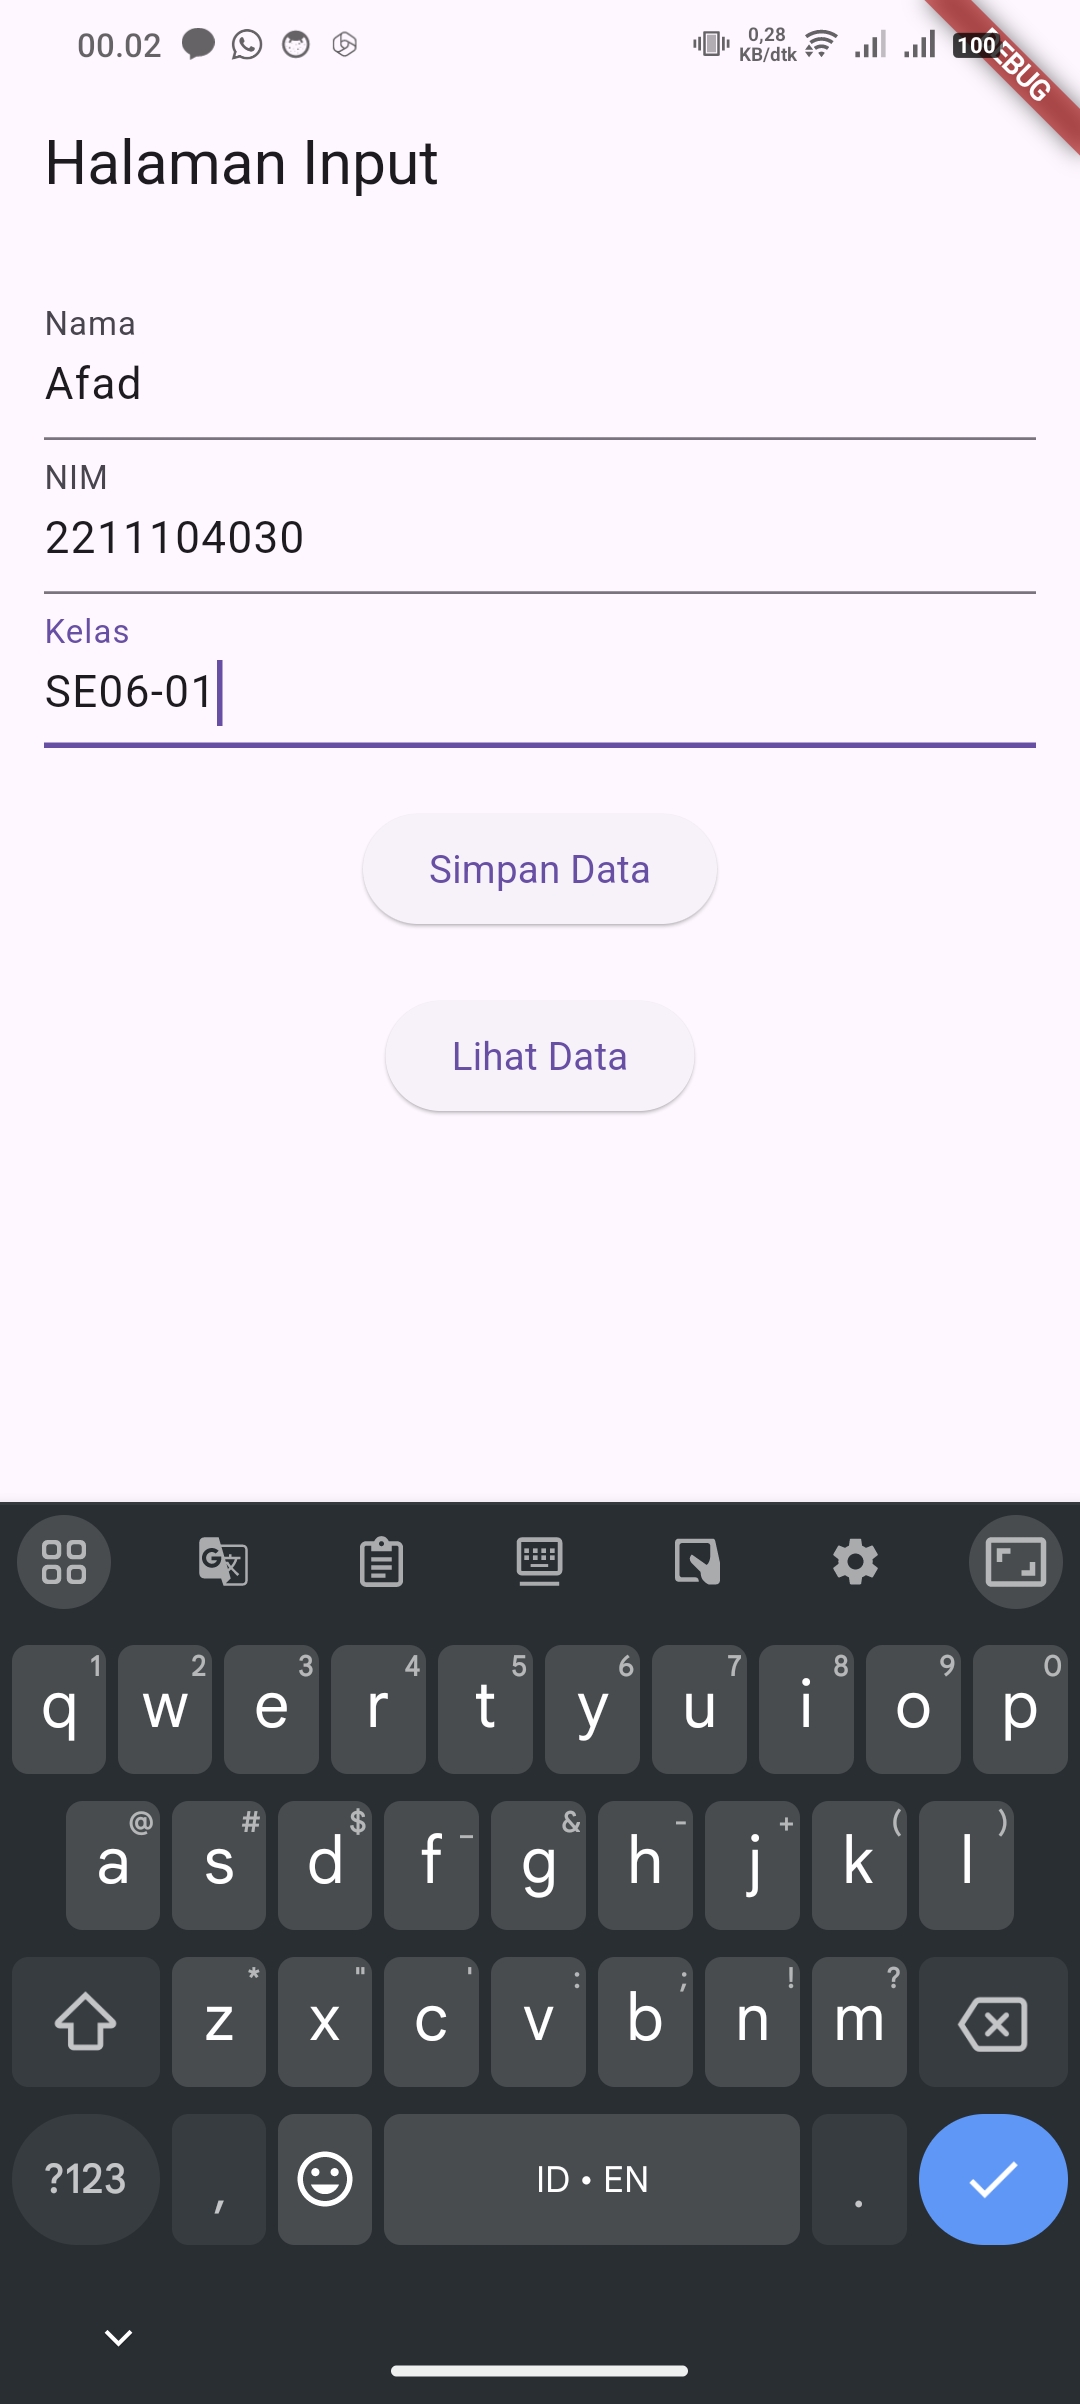 00.02
0,28
KB/dtk
100
EBUG
Halaman Input
Nama
Afad
NIM
2211104030
Kelas
SE06-01
Simpan Data
Lihat Data
1 2 3 4 5 6 7 8 9 0
q w e r t y u i o p
@ # $ _ & - + ( )
a s d f g h j k l
* " ' : ; ! ?
z x c v b n m
?123 , ID • EN .